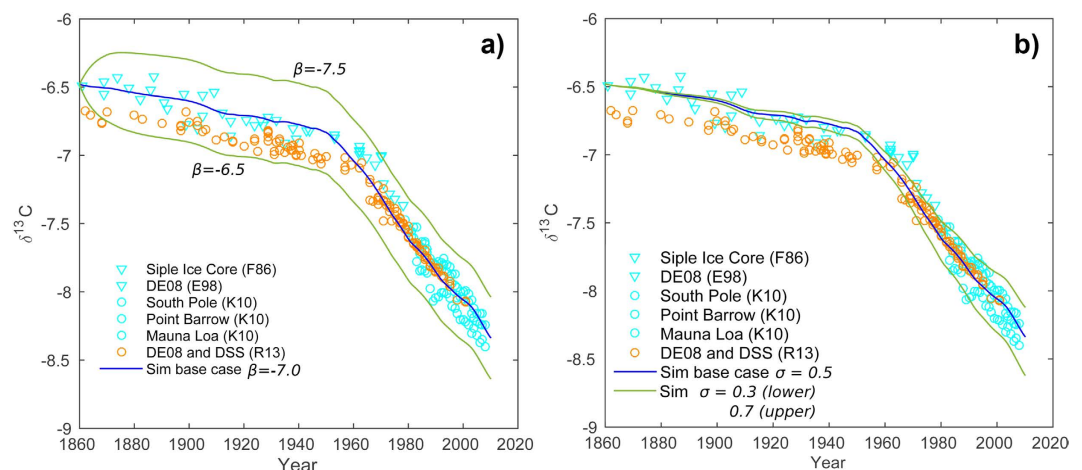 a)
-6
-6.5
-7
-7.5
-8
-8.5
-9
δ13C
β=-7.5
β=-6.5
Siple Ice Core (F86)
DE08 (E98)
South Pole (K10)
Point Barrow (K10)
Mauna Loa (K10)
DE08 and DSS (R13)
Sim base case β=-7.0
1860 1880 1900 1920 1940 1960 1980 2000 2020
Year
b)
-6
-6.5
-7
-7.5
-8
-8.5
-9
δ13C
Siple Ice Core (F86)
DE08 (E98)
South Pole (K10)
Point Barrow (K10)
Mauna Loa (K10)
DE08 and DSS (R13)
Sim base case σ = 0.5
Sim σ = 0.3 (lower)
0.7 (upper)
1860 1880 1900 1920 1940 1960 1980 2000 2020
Year